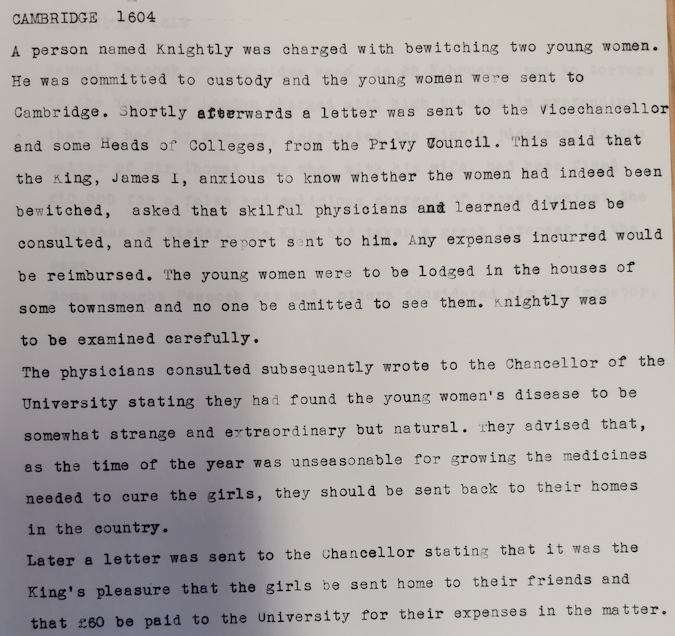 CAMBRIDGE 1604
A person named Knightly was charged with bewitching two young women.
He was committed to custody and the young women were sent to
Cambridge. Shortly afterwards a letter was sent to the Vicechancellor
and some Heads of Colleges, from the Privy Council. This said that
the King, James I, anxious to know whether the women had indeed been
bewitched, asked that skilful physicians and learned divines be
consulted, and their report sent to him. Any expenses incurred would
be reimbursed. The young women were to be lodged in the houses of
some townsmen and no one be admitted to see them. Knightly was
to be examined carefully.
The physicians consulted subsequently wrote to the Chancellor of the
University stating they had found the young women's disease to be
somewhat strange and extraordinary but natural. They advised that,
as the time of the year was unseasonable for growing the medicines
needed to cure the girls, they should be sent back to their homes
in the country.
Later a letter was sent to the Chancellor stating that it was the
King's pleasure that the girls be sent home to their friends and
that £60 be paid to the University for their expenses in the matter.